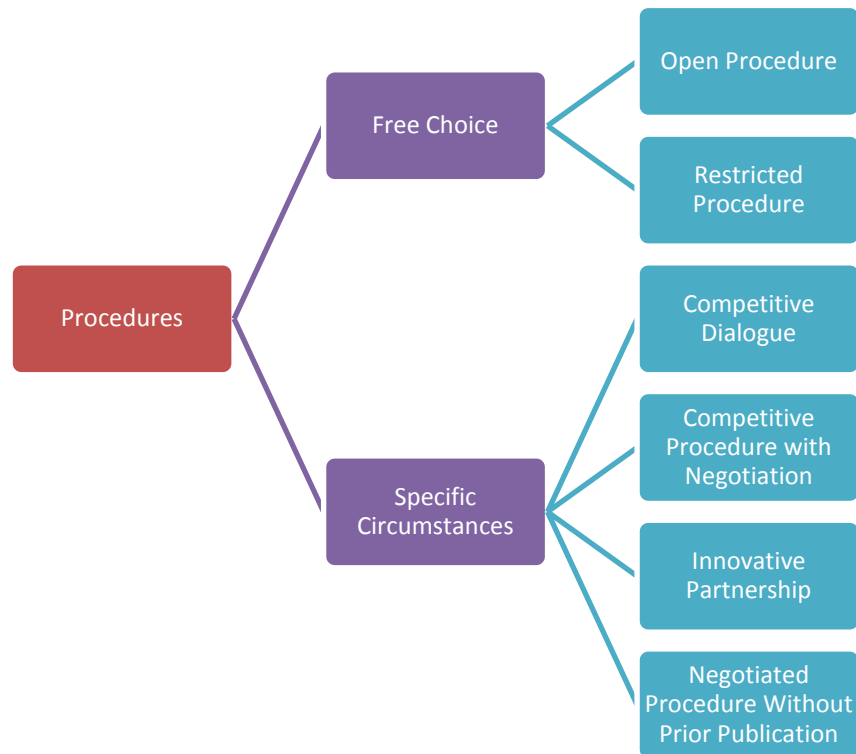 Procedures
Free Choice
Specific
Circumstances
Open Procedure
Restricted
Procedure
Competitive
Dialogue
Competitive
Procedure with
Negotiation
Innovative
Partnership
Negotiated
Procedure Without
Prior Publication